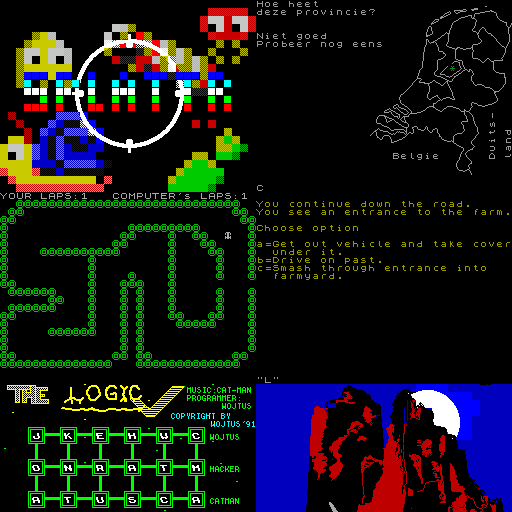 Hoe heet
deze provincie?
Niet goed
Probeer nog eens
Duits-
land
Belgie
YOUR LAPS:1 COMPUTER's LAPS:1
C
You continue down the road.
You see an entrance to the farm.
Choose option
a=Get out vehicle and take cover
under it.
b=Drive on past.
c=Smash through entrance into
farmyard.
"L"
THE LOGIC
MUSIC:CAT-MAN
PROGRAMMER:
WOJTUS
COPYRIGHT BY
WOJTUS'91
J K E M U C
WOJTUS
O N A A T M
HACKER
A T U S C A
CATMAN